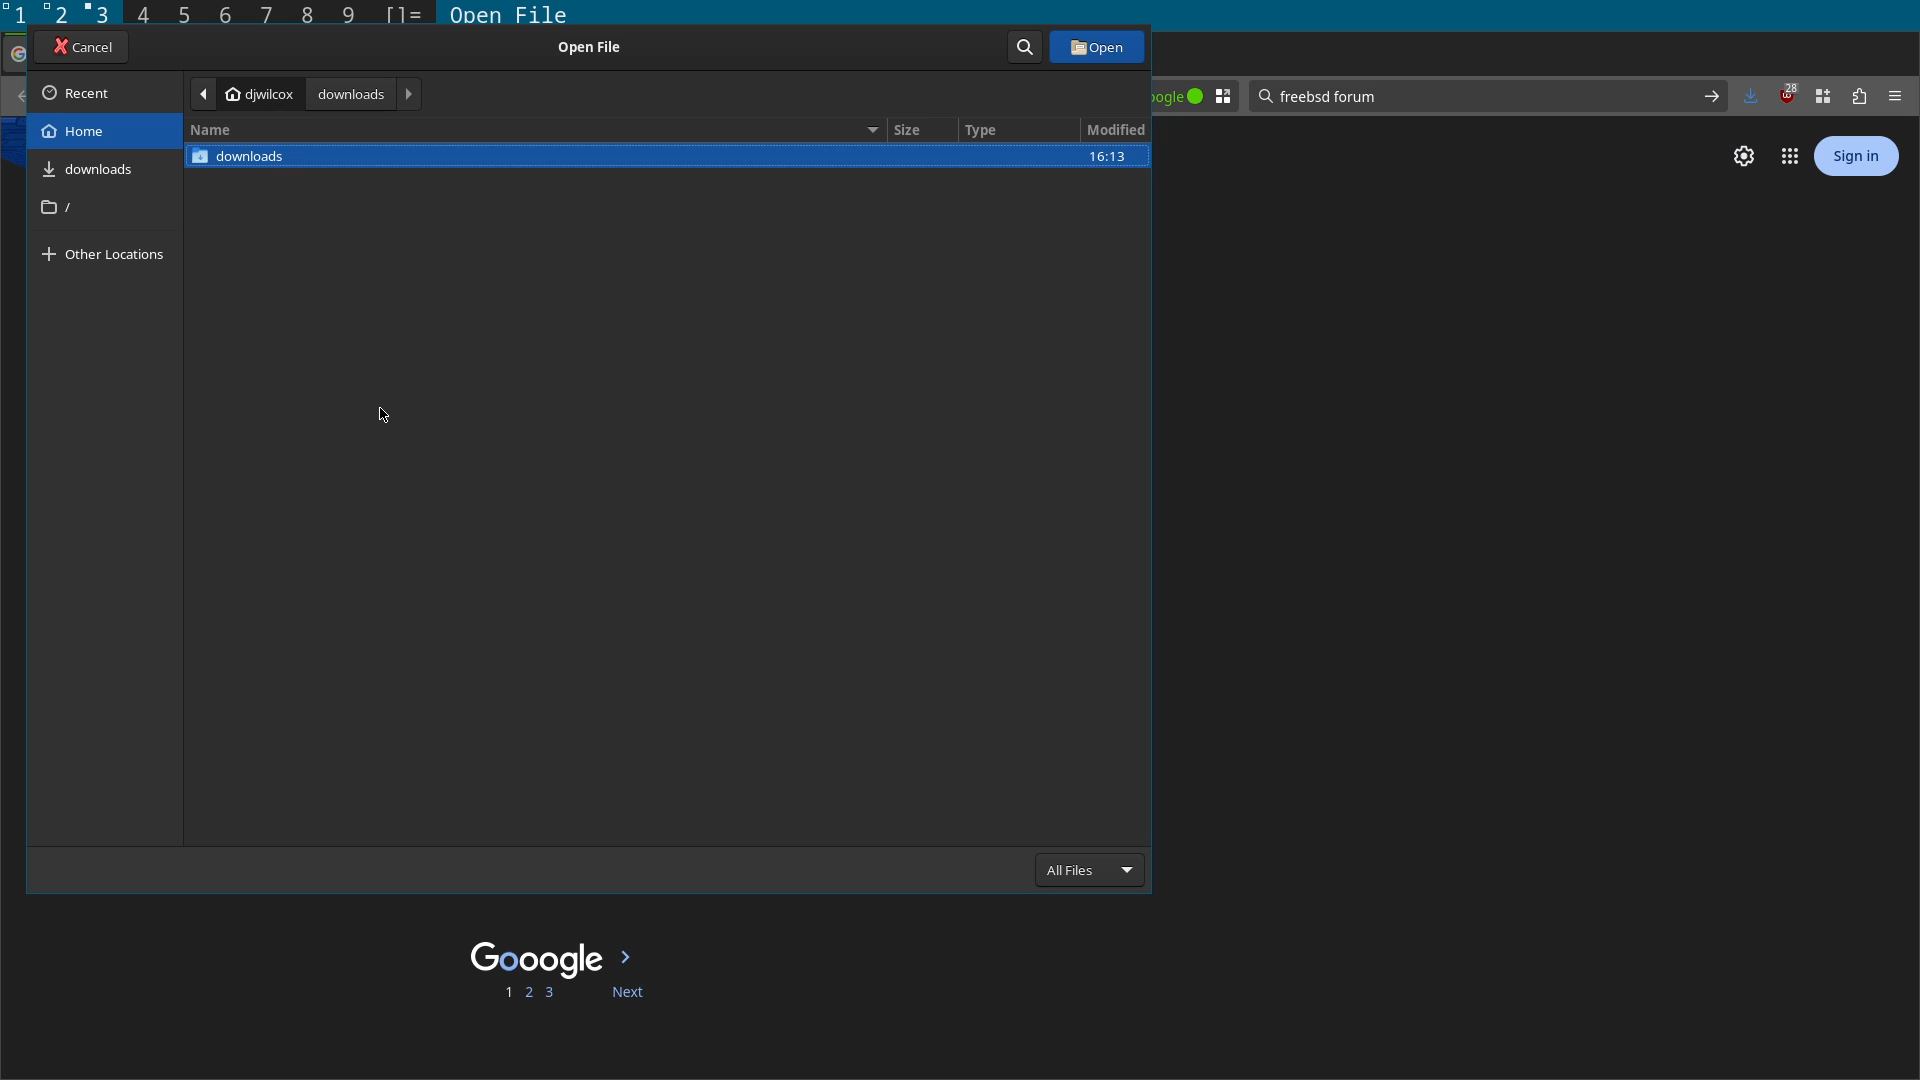 1 2 3 4 5 6 7 8 9 []= Open File
Cancel
Open File
Open
Recent
Home
downloads
/
Other Locations
djwilcox
downloads
Name
Size
Type
Modified
downloads
16:13
All Files
oogle
freebsd forum
28
Sign in
Gooogle
1 2 3
Next